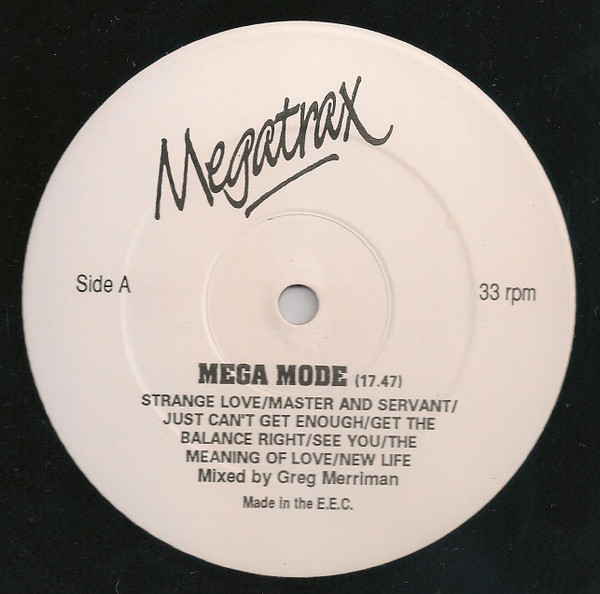 Megatrax
Side A
33 rpm
MEGA MODE (17.47)
STRANGE LOVE/MASTER AND SERVANT/
JUST CAN'T GET ENOUGH/GET THE
BALANCE RIGHT/SEE YOU/THE
MEANING OF LOVE/NEW LIFE
Mixed by Greg Merriman
Made in the E.E.C.